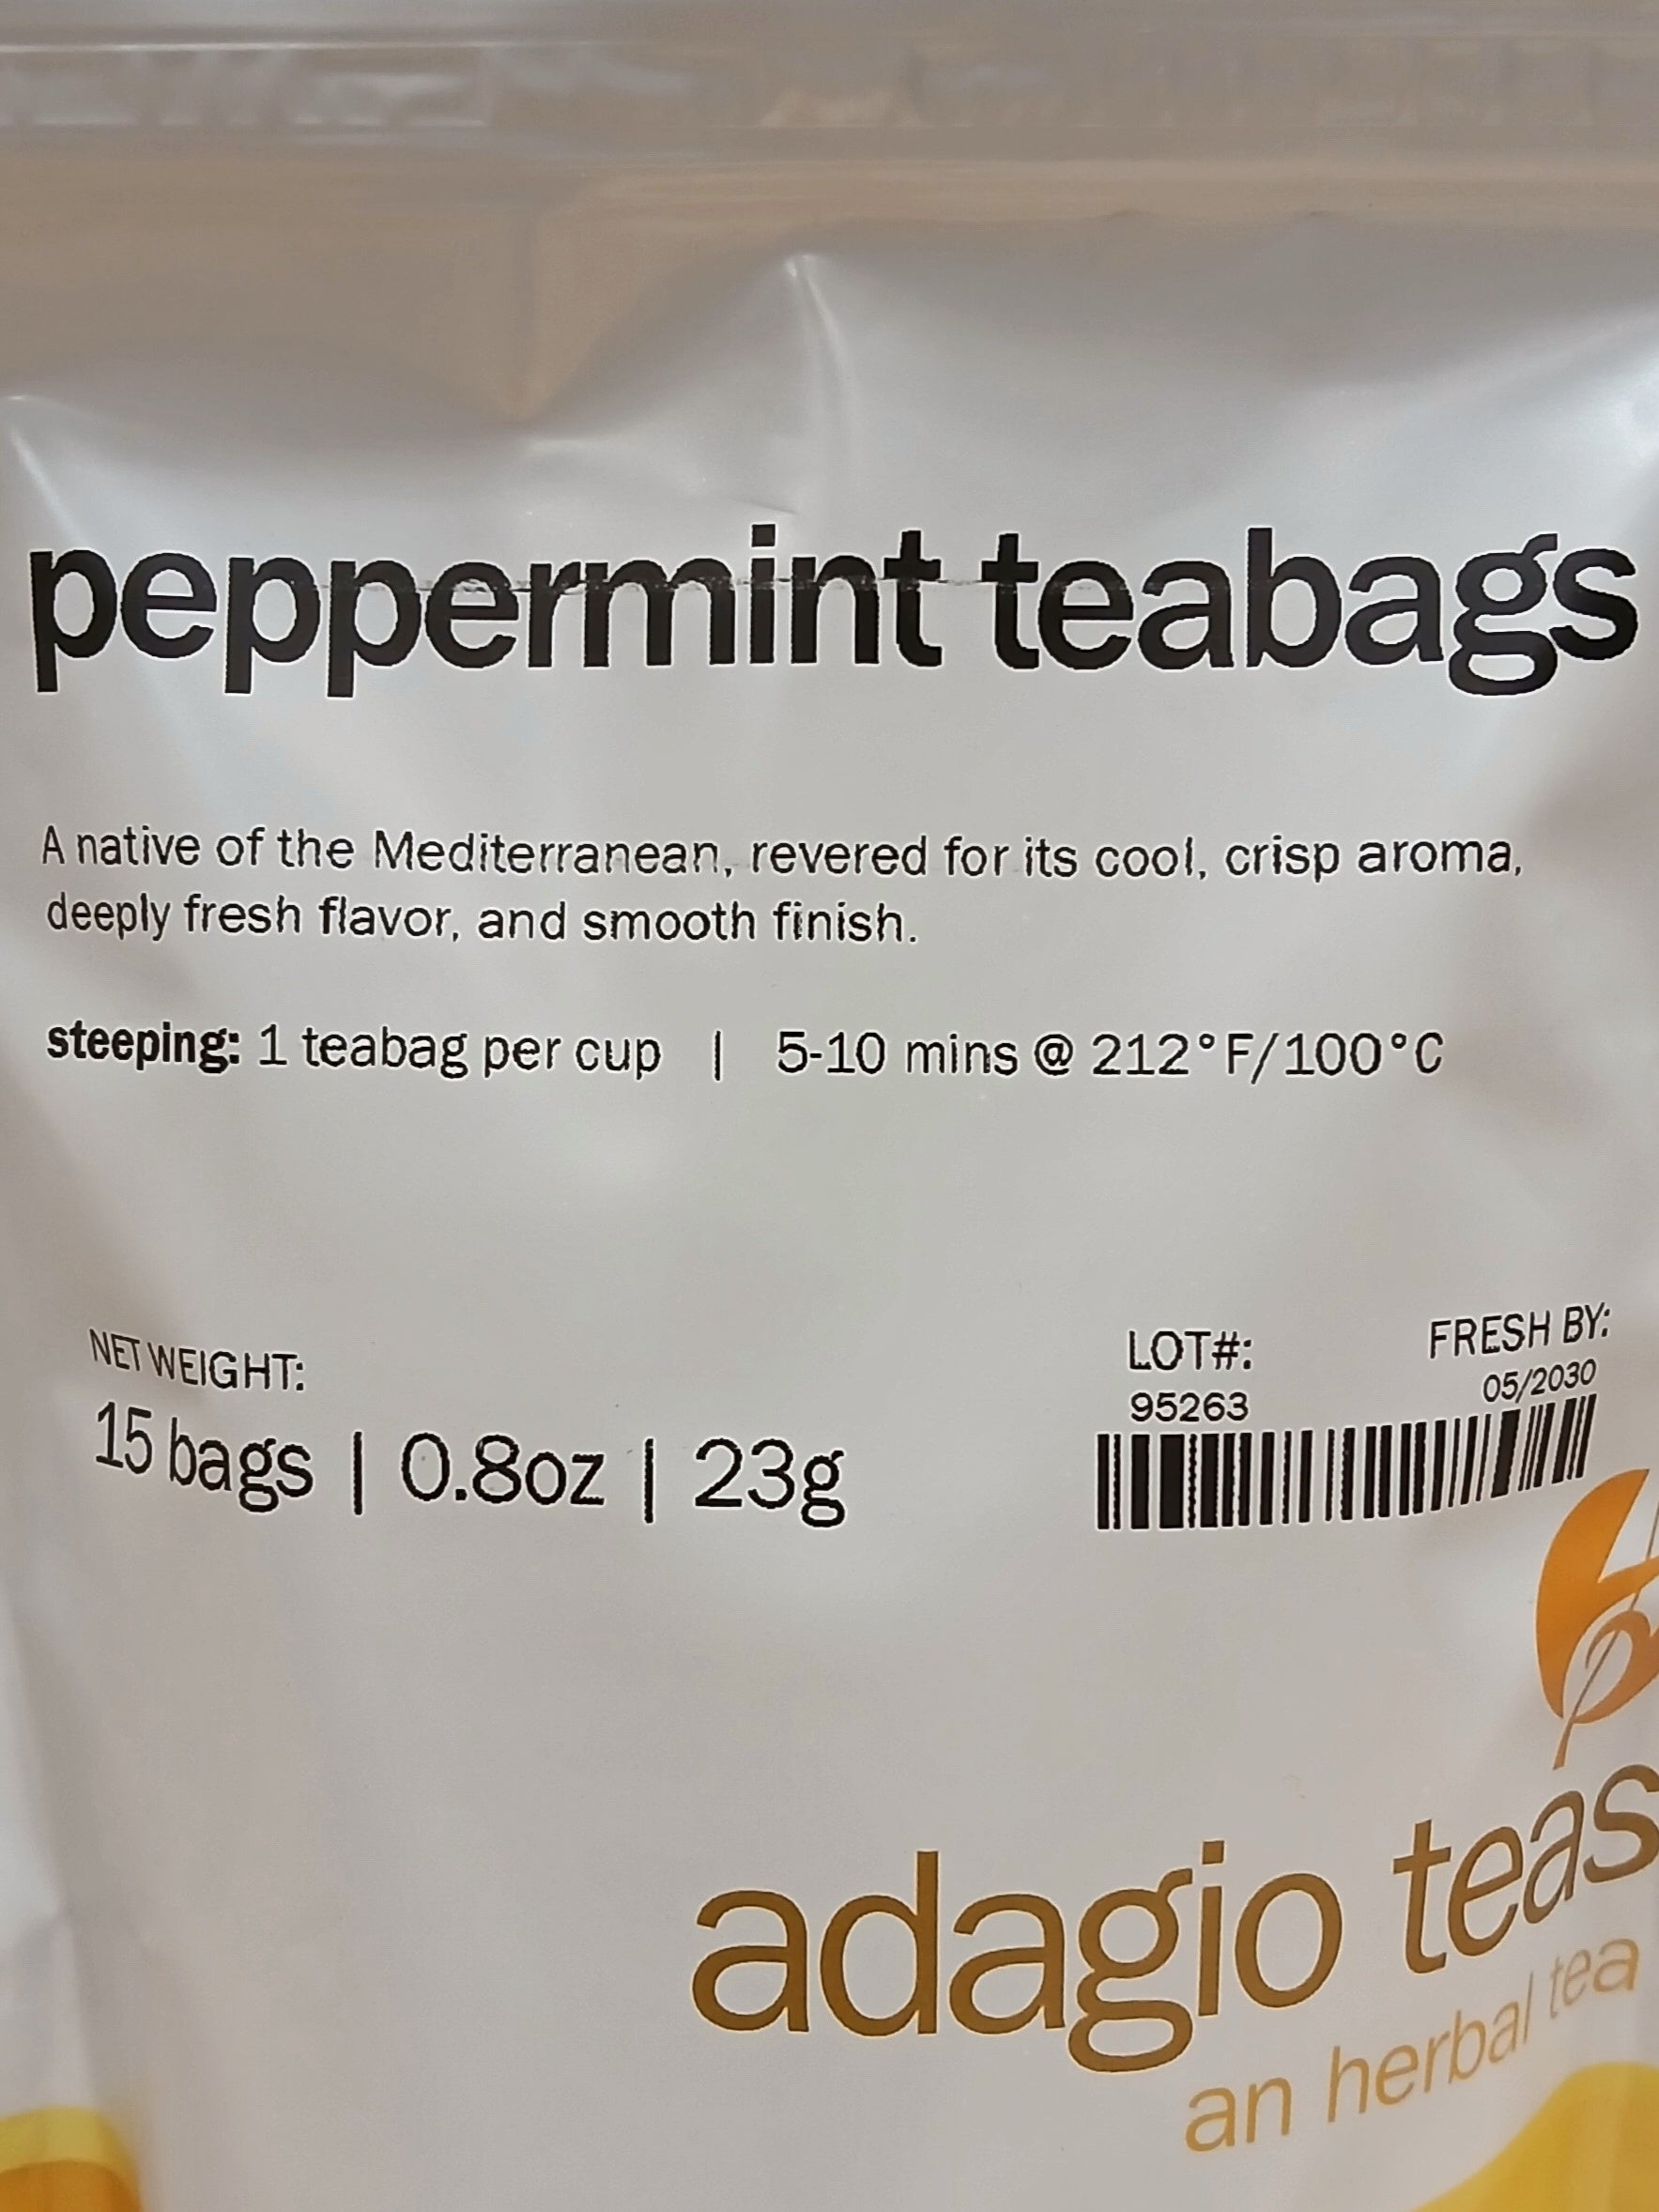 peppermint teabags
A native of the Mediterranean, revered for its cool, crisp aroma,
deeply fresh flavor, and smooth finish.
steeping: 1 teabag per cup | 5-10 mins @ 212°F/100°C
NET WEIGHT:
15 bags | 0.8oz | 23g
LOT#:
95263
FRESH BY:
05/2030
adagio teas
an herbal tea